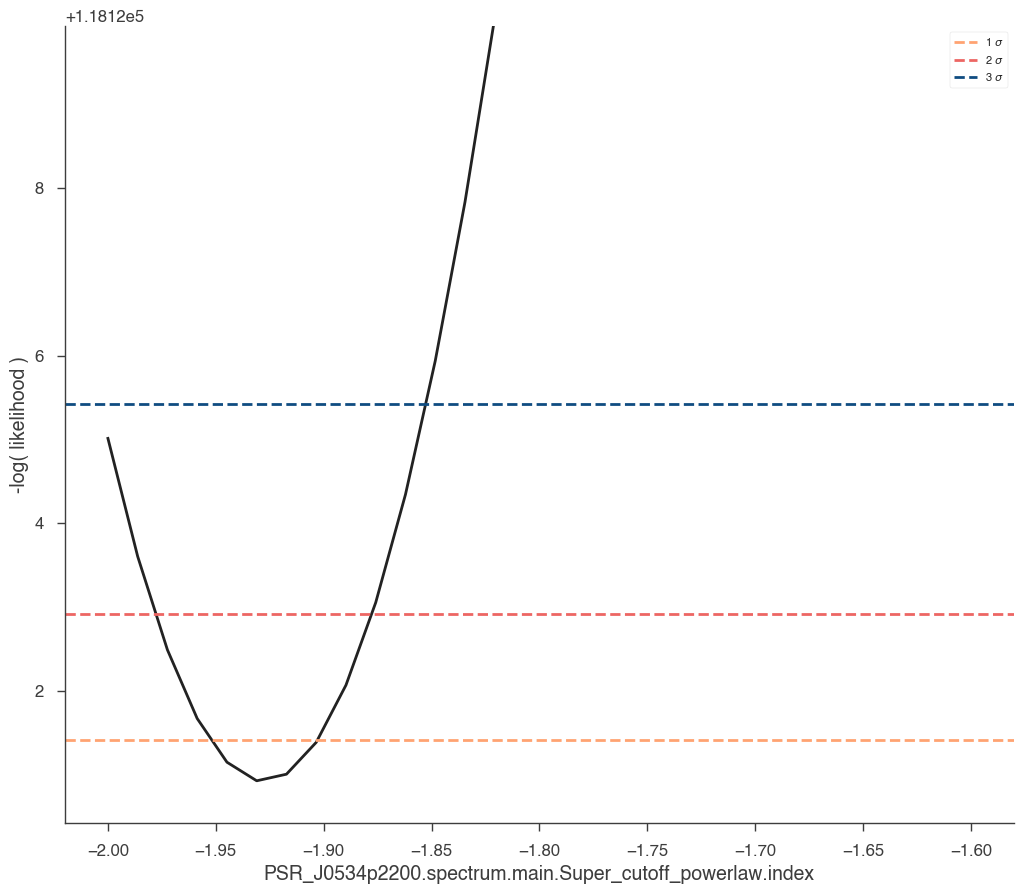 +1.1812e5
1 σ
2 σ
3 σ
8
6
4
2
-log( likelihood )
−2.00 −1.95 −1.90 −1.85 −1.80 −1.75 −1.70 −1.65 −1.60
PSR_J0534p2200.spectrum.main.Super_cutoff_powerlaw.index